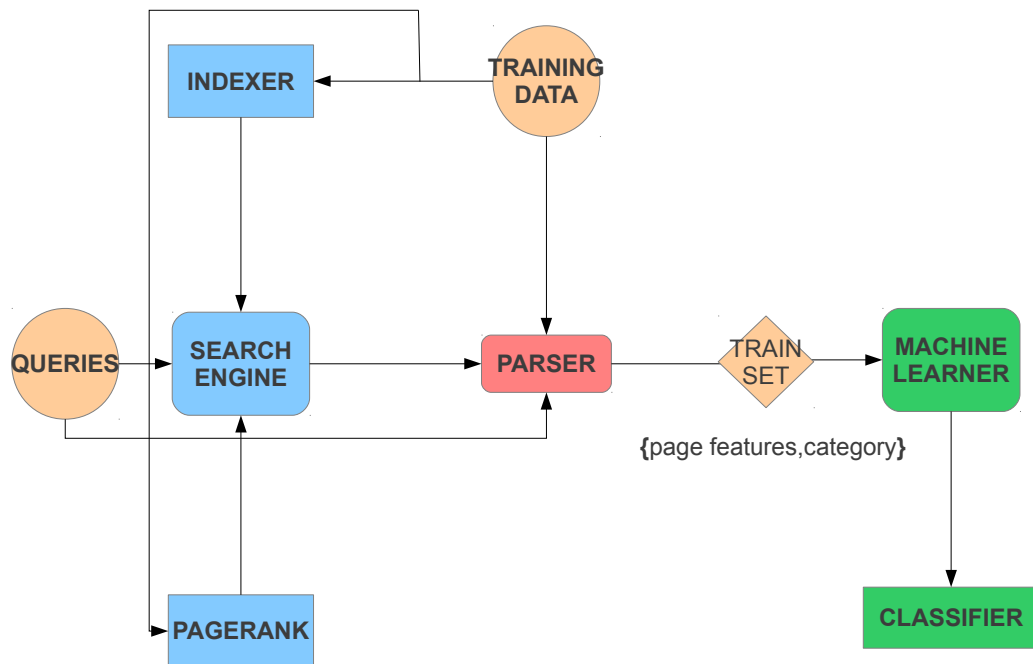 TRAINING
DATA
INDEXER
QUERIES
SEARCH
ENGINE
PARSER
TRAIN
SET
MACHINE
LEARNER
{page features,category}
PAGERANK
CLASSIFIER